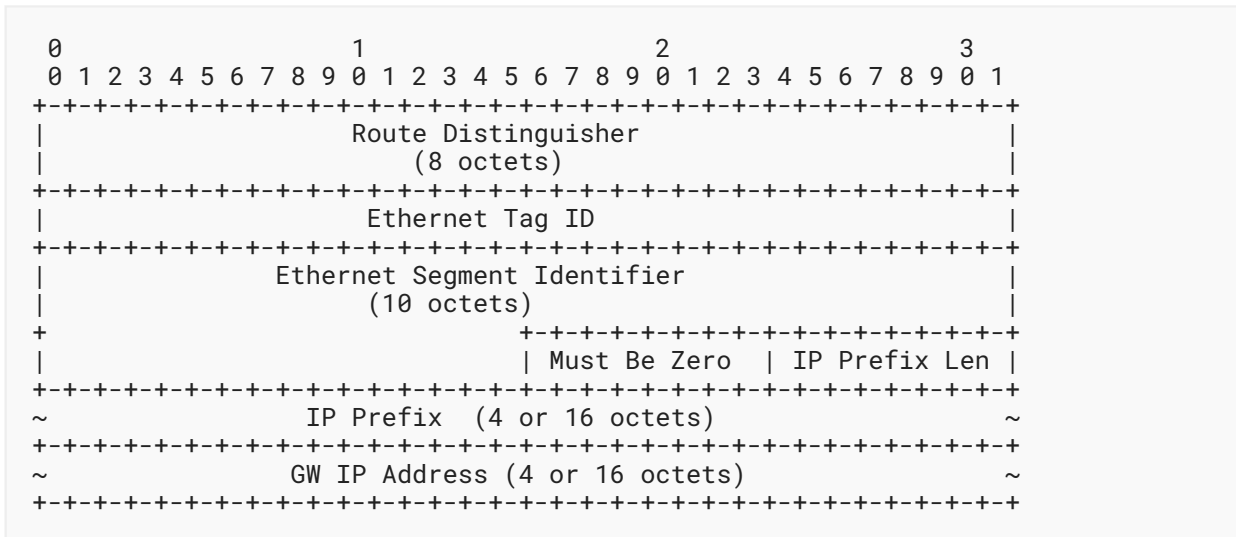 0                   1                   2                   3
 0 1 2 3 4 5 6 7 8 9 0 1 2 3 4 5 6 7 8 9 0 1 2 3 4 5 6 7 8 9 0 1
+-+-+-+-+-+-+-+-+-+-+-+-+-+-+-+-+-+-+-+-+-+-+-+-+-+-+-+-+-+-+-+-+
|                    Route Distinguisher                        |
|                        (8 octets)                             |
+-+-+-+-+-+-+-+-+-+-+-+-+-+-+-+-+-+-+-+-+-+-+-+-+-+-+-+-+-+-+-+-+
|                     Ethernet Tag ID                           |
+-+-+-+-+-+-+-+-+-+-+-+-+-+-+-+-+-+-+-+-+-+-+-+-+-+-+-+-+-+-+-+-+
|               Ethernet Segment Identifier                     |
|                     (10 octets)                               |
+                               +-+-+-+-+-+-+-+-+-+-+-+-+-+-+-+-+
|                               | Must Be Zero  | IP Prefix Len |
+-+-+-+-+-+-+-+-+-+-+-+-+-+-+-+-+-+-+-+-+-+-+-+-+-+-+-+-+-+-+-+-+
~                 IP Prefix  (4 or 16 octets)                   ~
+-+-+-+-+-+-+-+-+-+-+-+-+-+-+-+-+-+-+-+-+-+-+-+-+-+-+-+-+-+-+-+-+
~                GW IP Address (4 or 16 octets)                 ~
+-+-+-+-+-+-+-+-+-+-+-+-+-+-+-+-+-+-+-+-+-+-+-+-+-+-+-+-+-+-+-+-+